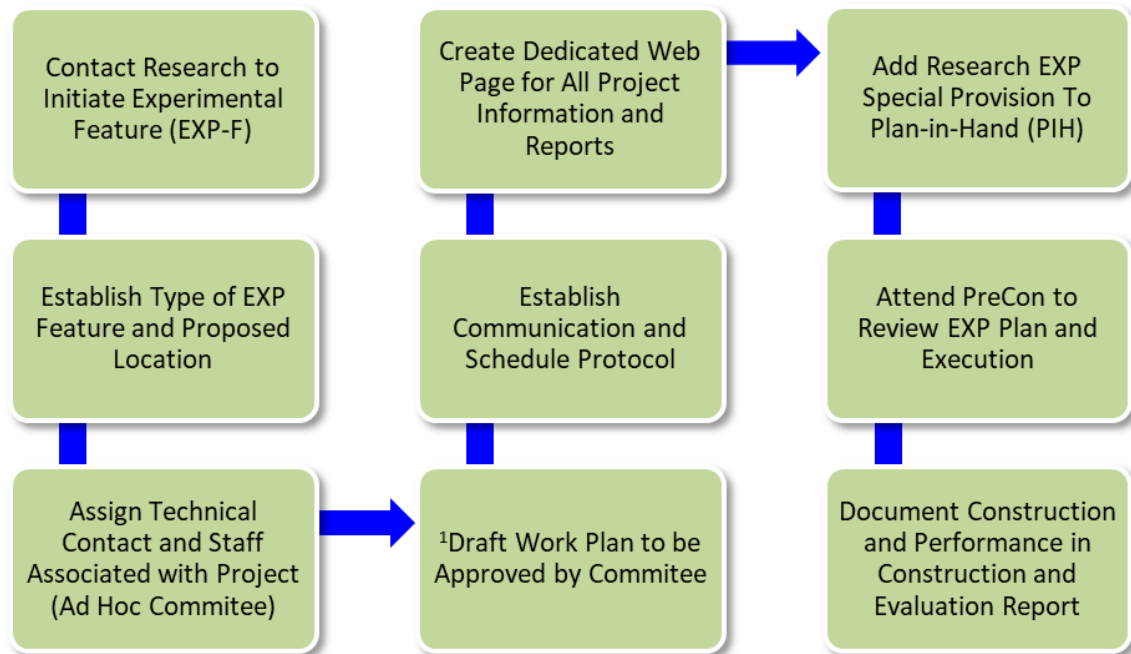 Contact Research to
Initiate Experimental
Feature (EXP-F)
Establish Type of EXP
Feature and Proposed
Location
Assign Technical
Contact and Staff
Associated with Project
(Ad Hoc Commitee)
¹Draft Work Plan to be
Approved by Commitee
Establish
Communication and
Schedule Protocol
Create Dedicated Web
Page for All Project
Information and
Reports
Add Research EXP
Special Provision To
Plan-in-Hand (PIH)
Attend PreCon to
Review EXP Plan and
Execution
Document Construction
and Performance in
Construction and
Evaluation Report